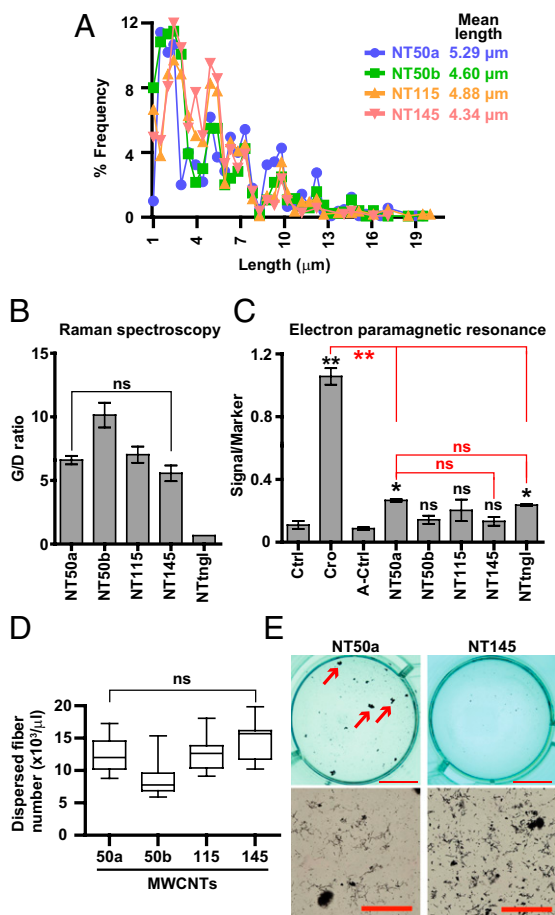 A
Mean length
NT50a 5.29 μm
NT50b 4.60 μm
NT115 4.88 μm
NT145 4.34 μm
% Frequency
12
8
4
0
1 4 7 10 13 16 19
Length (μm)
B
Raman spectroscopy
G/D ratio
15
10
5
0
ns
NT50a NT50b NT115 NT145 NTtngl
C
Electron paramagnetic resonance
Signal/Marker
1.2
0.8
0.4
0
** **
ns
ns
* ns ns ns *
Ctrl Cro A-Ctrl NT50a NT50b NT115 NT145 NTtngl
D
Dispersed fiber number (x10³/μl)
20
15
10
5
0
ns
50a 50b 115 145
MWCNTs
E
NT50a NT145